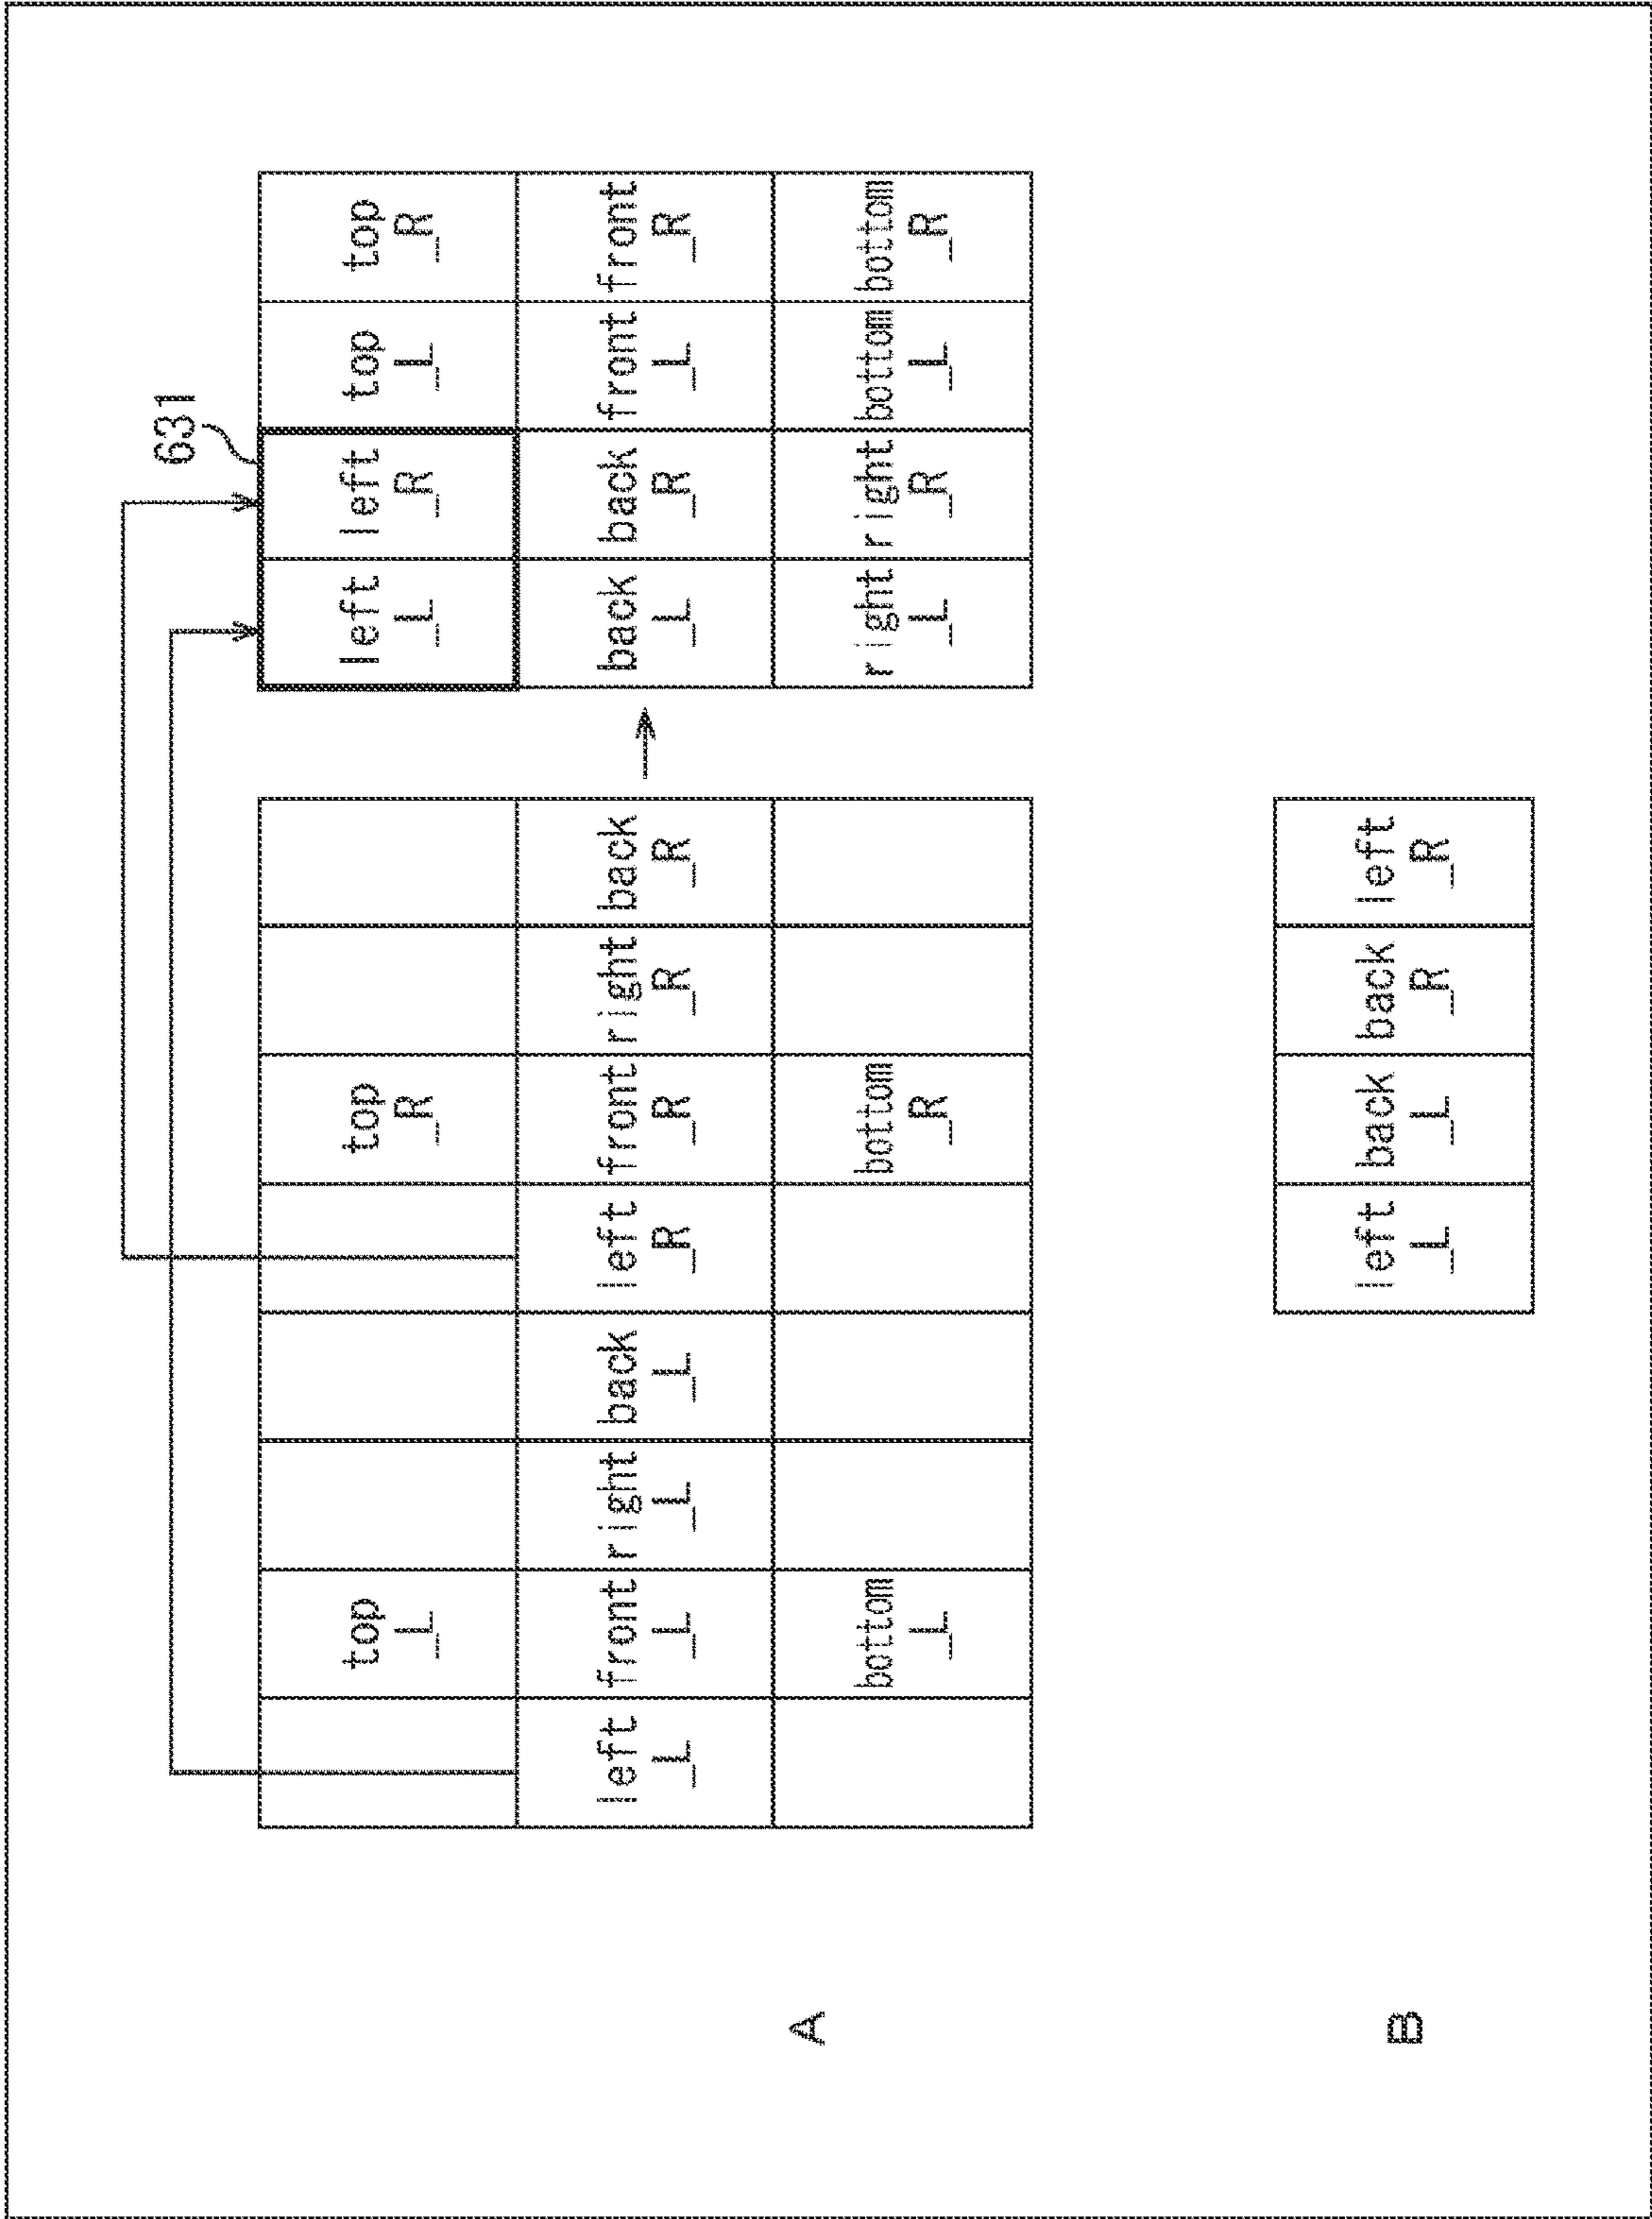 631
top top left left top top
_L _R _L _R _L _R
left front right back left front right back back back front front
_L _L _L _L _R _R _R _R _L _R _L _R
A
bottom bottom right right bottom bottom
_L _R _L _R _L _R
left back back left
_L _L _R _R
B